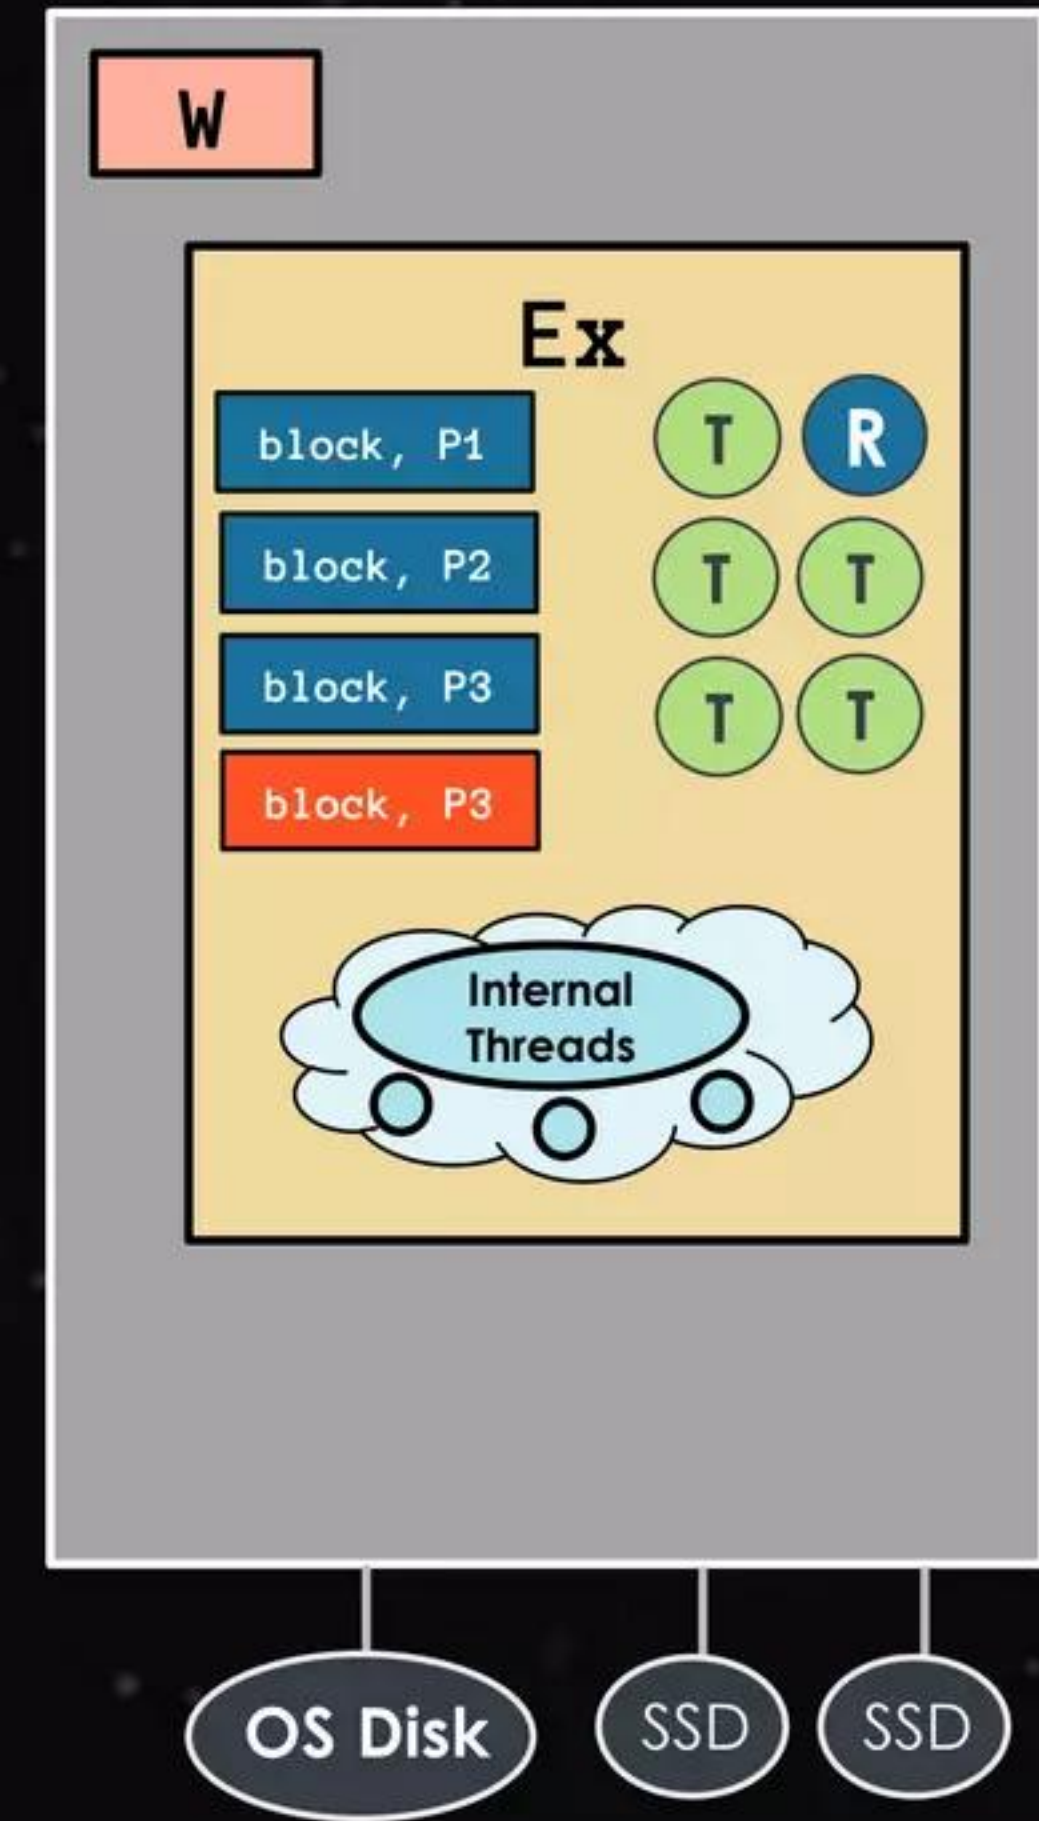 W
Ex
block, P1
T
R
block, P2
T
T
block, P3
T
T
block, P3
Internal
Threads
OS Disk
SSD
SSD